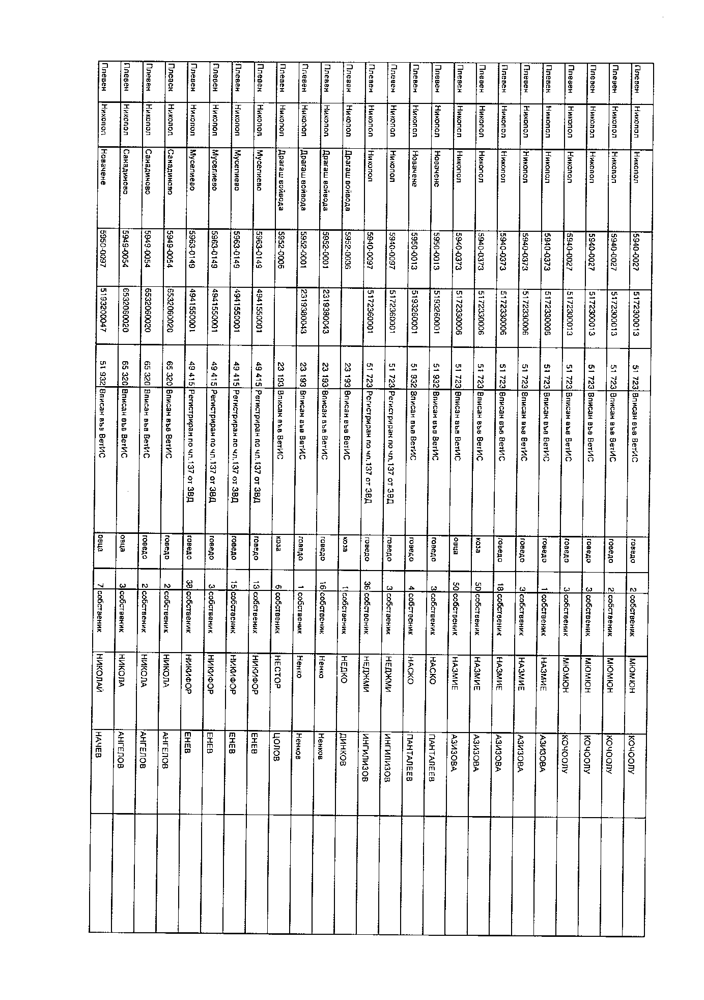 Плевен Никопол Никопол 5940-0027 5172300013 51 723 Вписан във ВетИС говедо 2 собственик МЮМЮН КОЧООЛУ
Плевен Никопол Никопол 5940-0027 5172300013 51 723 Вписан във ВетИС говедо 2 собственик МЮМЮН КОЧООЛУ
Плевен Никопол Никопол 5940-0027 5172300013 51 723 Вписан във ВетИС говедо 3 собственик МЮМЮН КОЧООЛУ
Плевен Никопол Никопол 5940-0027 5172300013 51 723 Вписан във ВетИС говедо 3 собственик МЮМЮН КОЧООЛУ
Плевен Никопол Никопол 5940-0373 5172330006 51 723 Вписан във ВетИС говедо 1 собственик НАЗМИЕ АЗИЗОВА
Плевен Никопол Никопол 5940-0373 5172330006 51 723 Вписан във ВетИС говедо 3 собственик НАЗМИЕ АЗИЗОВА
Плевен Никопол Никопол 5940-0373 5172330006 51 723 Вписан във ВетИС говедо 18 собственик НАЗМИЕ АЗИЗОВА
Плевен Никопол Никопол 5940-0373 5172330006 51 723 Вписан във ВетИС коза 50 собственик НАЗМИЕ АЗИЗОВА
Плевен Никопол Никопол 5940-0373 5172330006 51 723 Вписан във ВетИС овца 50 собственик НАЗМИЕ АЗИЗОВА
Плевен Никопол Новачене 5950-0013 5193260001 51 932 Вписан във ВетИС говедо 3 собственик НАСКО ПАНТАЛЕЕВ
Плевен Никопол Новачене 5950-0013 5193260001 51 932 Вписан във ВетИС говедо 4 собственик НАСКО ПАНТАЛЕЕВ
Плевен Никопол Никопол 5940-0097 5172360001 51 723 Регистриран по чл.137 от ЗВД говедо 3 собственик НЕДЖМИ ИНГИЛИЗОВ
Плевен Никопол Никопол 5940-0097 5172360001 51 723 Регистриран по чл.137 от ЗВД говедо 36 собственик НЕДЖМИ ИНГИЛИЗОВ
Плевен Никопол Драгаш войвода 5952-0036 23 193 Вписан във ВетИС коза 1 собственик НЕДКО ДИНКОВ
Плевен Никопол Драгаш войвода 5952-0001 2319380043 23 193 Вписан във ВетИС говедо 16 собственик Ненко Ненков
Плевен Никопол Драгаш войвода 5952-0001 2319380043 23 193 Вписан във ВетИС говедо 1 собственик Ненко Ненков
Плевен Никопол Драгаш войвода 5952-0006 23 193 Вписан във ВетИС коза 6 собственик НЕСТОР ЦОЛОВ
Плевен Никопол Муселиево 5963-0149 4941550001 49 415 Регистриран по чл.137 от ЗВД говедо 13 собственик НИКИФОР ЕНЕВ
Плевен Никопол Муселиево 5963-0149 4941550001 49 415 Регистриран по чл.137 от ЗВД говедо 15 собственик НИКИФОР ЕНЕВ
Плевен Никопол Муселиево 5963-0149 4941550001 49 415 Регистриран по чл.137 от ЗВД говедо 3 собственик НИКИФОР ЕНЕВ
Плевен Никопол Муселиево 5963-0149 4941550001 49 415 Регистриран по чл.137 от ЗВД говедо 38 собственик НИКИФОР ЕНЕВ
Плевен Никопол Санадиново 5949-0054 6532060020 65 320 Вписан във ВетИС говедо 2 собственик НИКОЛА АНГЕЛОВ
Плевен Никопол Санадиново 5949-0054 6532060020 65 320 Вписан във ВетИС говедо 2 собственик НИКОЛА АНГЕЛОВ
Плевен Никопол Санадиново 5949-0054 6532060020 65 320 Вписан във ВетИС овца 3 собственик НИКОЛА АНГЕЛОВ
Плевен Никопол Новачене 5950-0097 5193200047 51 932 Вписан във ВетИС овца 7 собственик НИКОЛАЙ НАЧЕВ